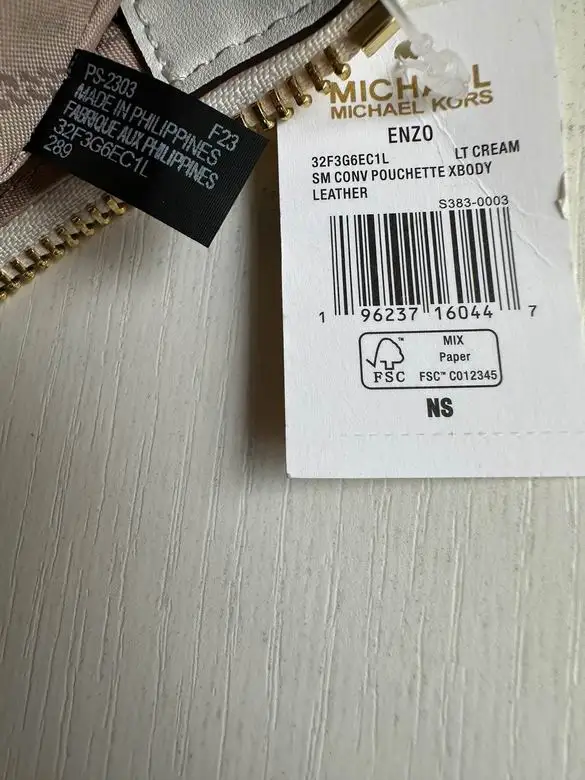 PS-2303 F23
MADE IN PHILIPPINES
FABRIQUE AUX PHILIPPINES
32F3G6EC1L
289
MICHAEL
MICHAEL KORS
ENZO
32F3G6EC1L LT CREAM
SM CONV POUCHETTE XBODY
LEATHER
S383-0003
1 96237 16044 7
FSC™
MIX
Paper
FSC™ C012345
NS